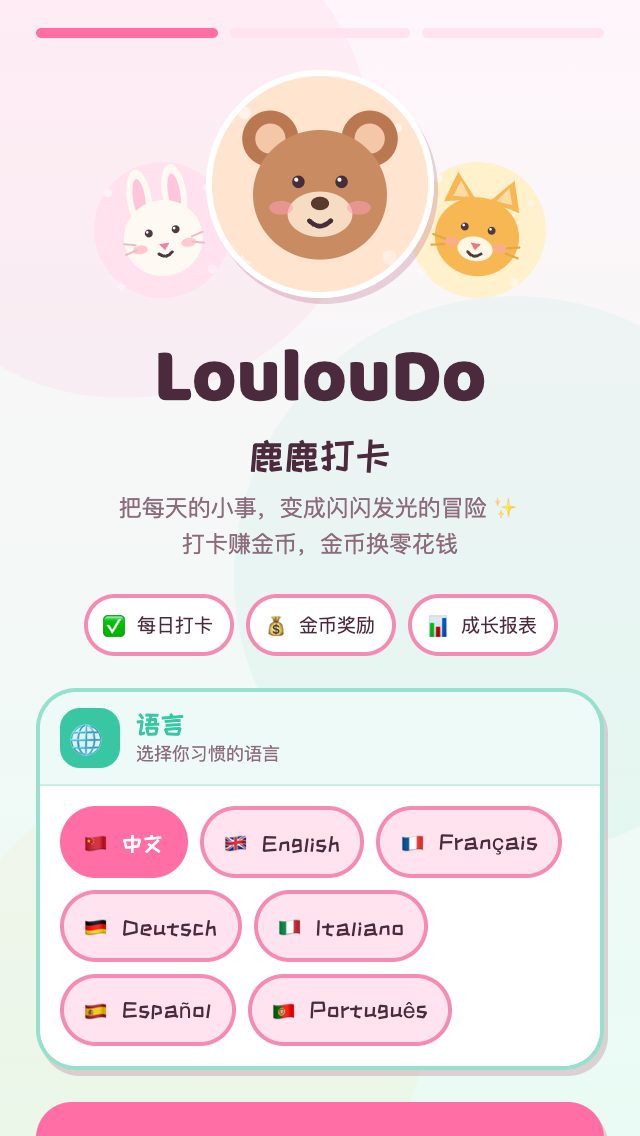 LoulouDo
鹿鹿打卡
把每天的小事，变成闪闪发光的冒险 ✨
打卡赚金币，金币换零花钱
✅ 每日打卡
💰 金币奖励
📊 成长报表
语言
选择你习惯的语言
🇨🇳 中文
🇬🇧 English
🇫🇷 Français
🇩🇪 Deutsch
🇮🇹 Italiano
🇪🇸 Español
🇵🇹 Português